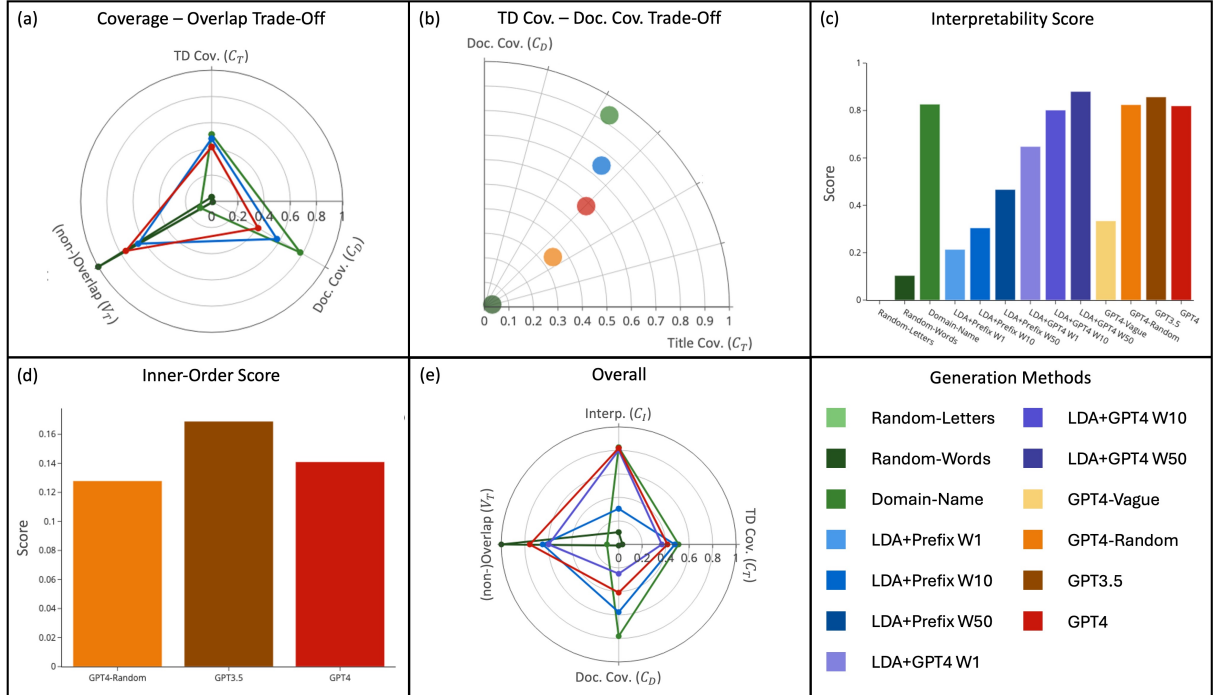 (a)
Coverage – Overlap Trade-Off
TD Cov. (C_T)
0 0.2 0.4 0.6 0.8 1
(non-)Overlap (V_T)
Doc. Cov. (C_D)
(b)
TD Cov. – Doc. Cov. Trade-Off
Doc. Cov. (C_D)
0 0.1 0.2 0.3 0.4 0.5 0.6 0.7 0.8 0.9 1
Title Cov. (C_T)
(c)
Interpretability Score
1
0.8
0.6
0.4
0.2
0
Score
Random-Letters
Random-Words
Domain-Name
LDA+Prefix W1
LDA+Prefix W10
LDA+Prefix W50
LDA+GPT4 W1
LDA+GPT4 W10
LDA+GPT4 W50
GPT4-Vague
GPT4-Random
GPT3.5
GPT4
(d)
Inner-Order Score
0.16
0.14
0.12
0.1
0.08
0.06
0.04
0.02
0
Score
GPT4-Random
GPT3.5
GPT4
(e)
Overall
Interp. (C_I)
(non-)Overlap (V_T)
0 0.2 0.4 0.6 0.8 1
TD Cov. (C_T)
Doc. Cov. (C_D)
Generation Methods
Random-Letters
Random-Words
Domain-Name
LDA+Prefix W1
LDA+Prefix W10
LDA+Prefix W50
LDA+GPT4 W1
LDA+GPT4 W10
LDA+GPT4 W50
GPT4-Vague
GPT4-Random
GPT3.5
GPT4